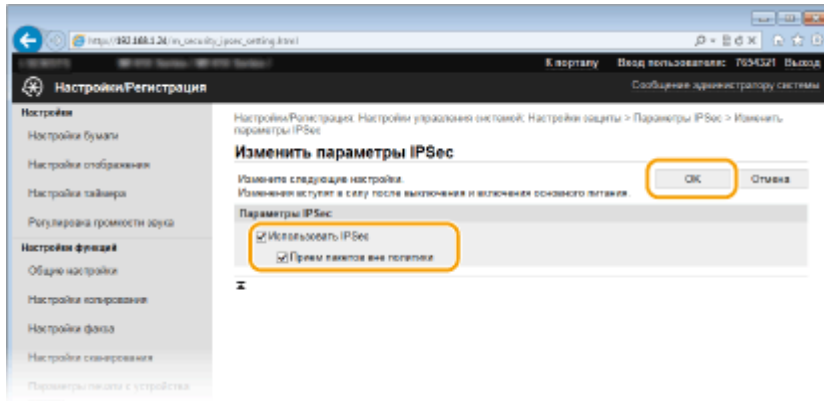 http://192.168.1.24/m_security_ipsec_setting.html
К порталу Ввод пользователя: 7654321 Выход
Настройки/Регистрация
Сообщение администратору системы
Настройки
Настройки бумаги
Настройки отображения
Настройки таймера
Регулировка громкости звука
Настройки функций
Общие настройки
Настройки копирования
Настройки факса
Настройки сканирования
Параметры печати с устройства
Настройки/Регистрация: Настройки управления системой: Настройки защиты > Параметры IPSec > Изменить
параметры IPSec
Изменить параметры IPSec
Измените следующие настройки.
Изменения вступят в силу после выключения и включения основного питания.
OK Отмена
Параметры IPSec
Использовать IPSec
Прием пакетов вне политики